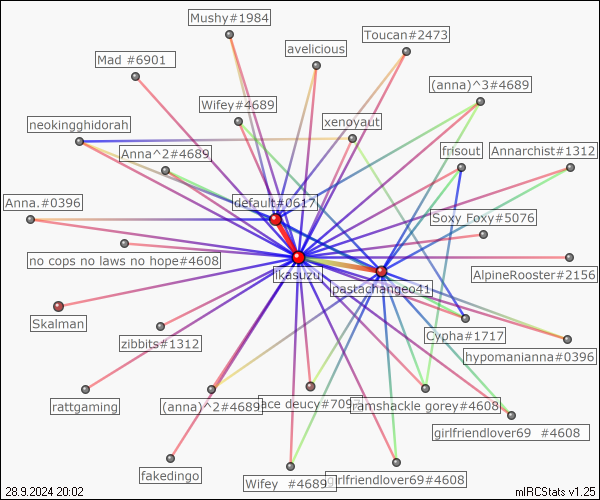 Mushy#1984
Toucan#2473
avelicious
Mad #6901
(anna)^3#4689
Wifey#4689
xenoyaut
neokingghidorah
frisout
Annarchist#1312
Anna^2#4689
Anna.#0396
default#0617
Soxy Foxy#5076
no cops no laws no hope#4608
ikasuzu
AlpineRooster#2156
pastachangeo41
Skalman
Cypha#1717
zibbits#1312
hypomanianna#0396
rattgaming
(anna)^2#4689
ace deucy#709
ramshackle gorey#4608
girlfriendlover69 #4608
fakedingo
Wifey #4689
girlfriendlover69#4608
28.9.2024 20:02
mIRCStats v1.25